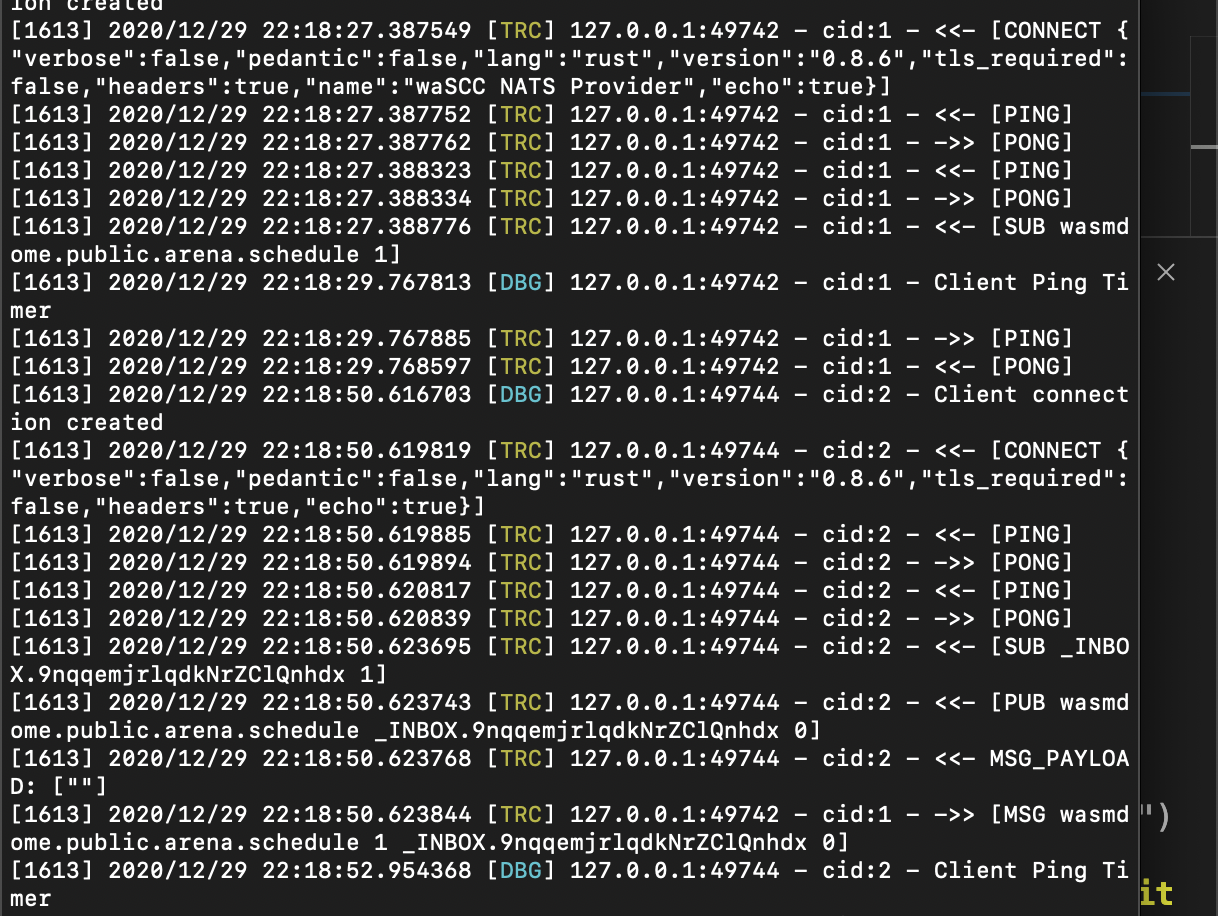 ion created
[1613] 2020/12/29 22:18:27.387549 [TRC] 127.0.0.1:49742 - cid:1 - <<- [CONNECT {
"verbose":false,"pedantic":false,"lang":"rust","version":"0.8.6","tls_required":
false,"headers":true,"name":"waSCC NATS Provider","echo":true}]
[1613] 2020/12/29 22:18:27.387752 [TRC] 127.0.0.1:49742 - cid:1 - <<- [PING]
[1613] 2020/12/29 22:18:27.387762 [TRC] 127.0.0.1:49742 - cid:1 - ->> [PONG]
[1613] 2020/12/29 22:18:27.388323 [TRC] 127.0.0.1:49742 - cid:1 - <<- [PING]
[1613] 2020/12/29 22:18:27.388334 [TRC] 127.0.0.1:49742 - cid:1 - ->> [PONG]
[1613] 2020/12/29 22:18:27.388776 [TRC] 127.0.0.1:49742 - cid:1 - <<- [SUB wasmd
ome.public.arena.schedule 1]
[1613] 2020/12/29 22:18:29.767813 [DBG] 127.0.0.1:49742 - cid:1 - Client Ping Ti
mer
[1613] 2020/12/29 22:18:29.767885 [TRC] 127.0.0.1:49742 - cid:1 - ->> [PING]
[1613] 2020/12/29 22:18:29.768597 [TRC] 127.0.0.1:49742 - cid:1 - <<- [PONG]
[1613] 2020/12/29 22:18:50.616703 [DBG] 127.0.0.1:49744 - cid:2 - Client connect
ion created
[1613] 2020/12/29 22:18:50.619819 [TRC] 127.0.0.1:49744 - cid:2 - <<- [CONNECT {
"verbose":false,"pedantic":false,"lang":"rust","version":"0.8.6","tls_required":
false,"headers":true,"echo":true}]
[1613] 2020/12/29 22:18:50.619885 [TRC] 127.0.0.1:49744 - cid:2 - <<- [PING]
[1613] 2020/12/29 22:18:50.619894 [TRC] 127.0.0.1:49744 - cid:2 - ->> [PONG]
[1613] 2020/12/29 22:18:50.620817 [TRC] 127.0.0.1:49744 - cid:2 - <<- [PING]
[1613] 2020/12/29 22:18:50.620839 [TRC] 127.0.0.1:49744 - cid:2 - ->> [PONG]
[1613] 2020/12/29 22:18:50.623695 [TRC] 127.0.0.1:49744 - cid:2 - <<- [SUB _INBO
X.9nqqemjrlqdkNrZClQnhdx 1]
[1613] 2020/12/29 22:18:50.623743 [TRC] 127.0.0.1:49744 - cid:2 - <<- [PUB wasmd
ome.public.arena.schedule _INBOX.9nqqemjrlqdkNrZClQnhdx 0]
[1613] 2020/12/29 22:18:50.623768 [TRC] 127.0.0.1:49744 - cid:2 - <<- MSG_PAYLOA
D: [""]
[1613] 2020/12/29 22:18:50.623844 [TRC] 127.0.0.1:49742 - cid:1 - ->> [MSG wasmd
ome.public.arena.schedule 1 _INBOX.9nqqemjrlqdkNrZClQnhdx 0]
[1613] 2020/12/29 22:18:52.954368 [DBG] 127.0.0.1:49744 - cid:2 - Client Ping Ti
mer
")
it